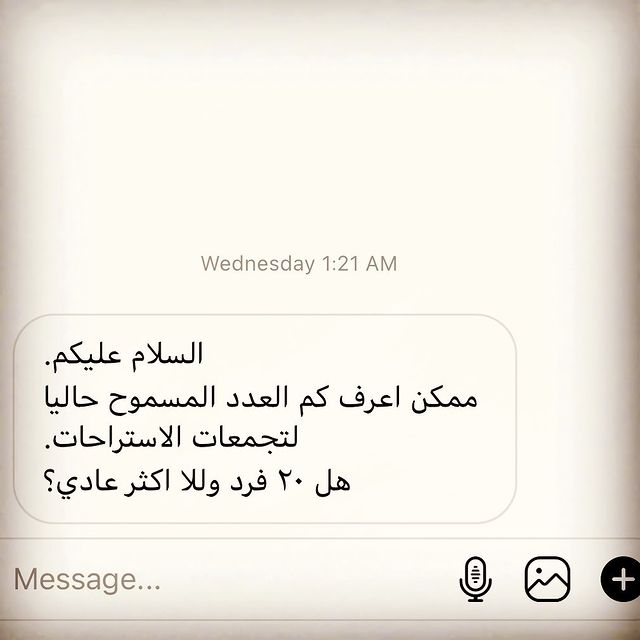 Wednesday 1:21 AM
السلام عليكم.
ممكن اعرف كم العدد المسموح حاليا
لتجمعات الاستراحات.
هل ٢٠ فرد وللا اكثر عادي؟
Message...